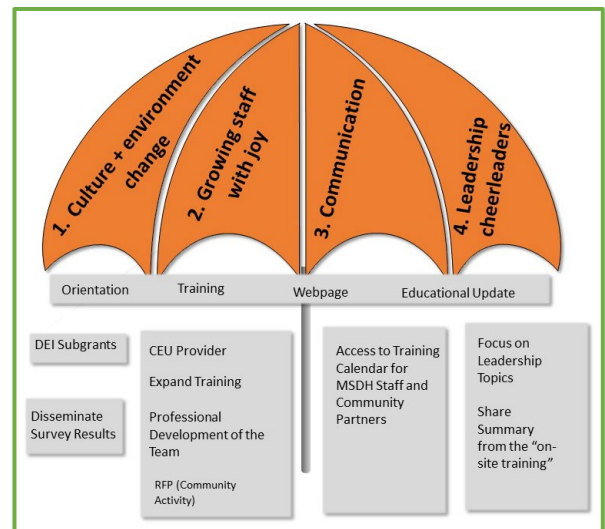 1. Culture + environment
change
2. Growing staff
with joy
3. Communication
4. Leadership
cheerleaders
Orientation
Training
Webpage
Educational Update
DEI Subgrants
Disseminate
Survey Results
CEU Provider
Expand Training
Professional
Development of the
Team
RFP (Community
Activity)
Access to Training
Calendar for
MSDH Staff and
Community
Partners
Focus on
Leadership
Topics
Share
Summary
from the “on-
site training”